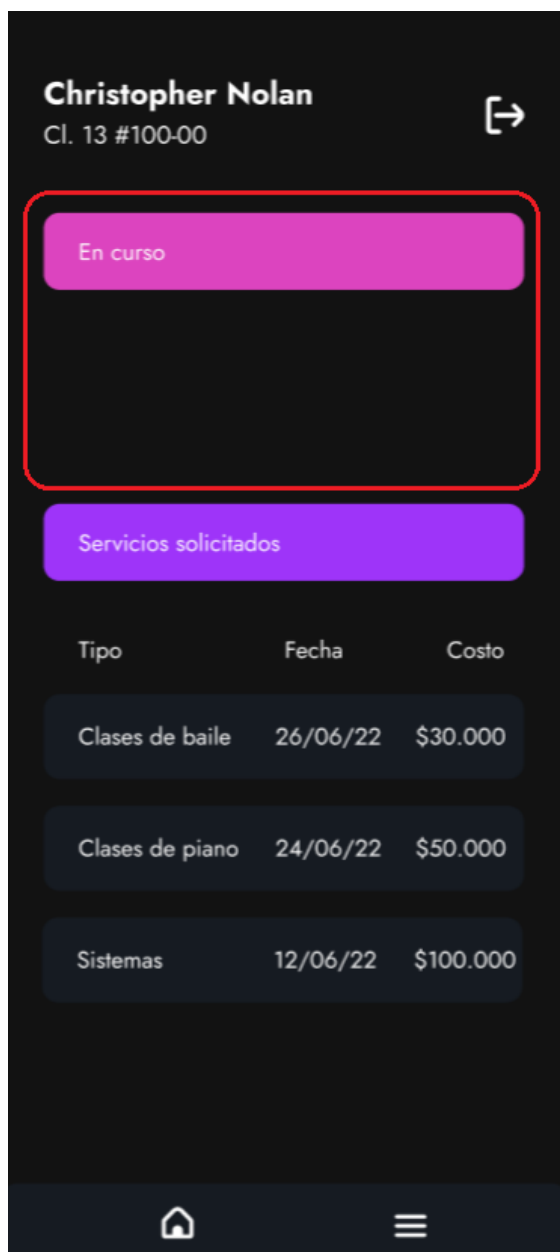 Christopher Nolan
Cl. 13 #100-00
En curso
Servicios solicitados
Tipo Fecha Costo
Clases de baile 26/06/22 $30.000
Clases de piano 24/06/22 $50.000
Sistemas 12/06/22 $100.000